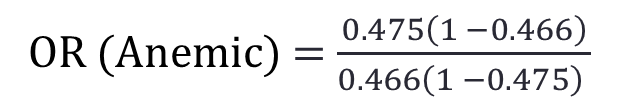 OR (Anemic) = 0.475(1 −0.466)
0.466(1 −0.475)